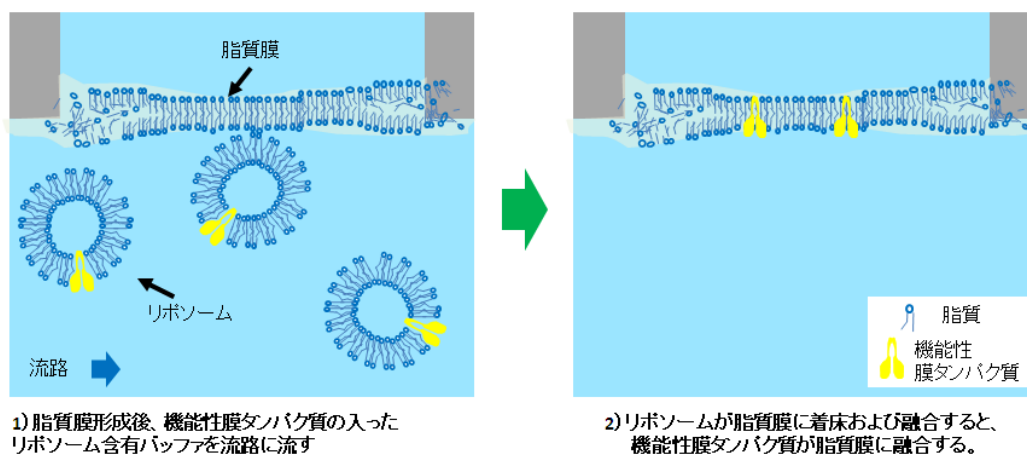 脂質膜
リポソーム
流路
1)脂質膜形成後、機能性膜タンパク質の入った
リポソーム含有バッファを流路に流す
脂質
機能性
膜タンパク質
2)リポソームが脂質膜に着床および融合すると、
機能性膜タンパク質が脂質膜に融合する。